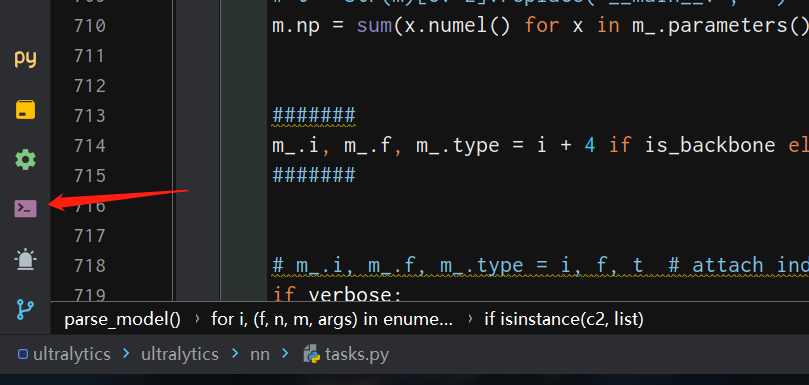 710 m.np = sum(x.numel() for x in m_.parameters()
py 711
712
713 #######
714 m_.i, m_.f, m_.type = i + 4 if is_backbone el
715 #######
716
717
718 # m_.i, m_.f, m_.type = i, f, t # attach ind
719 if verbose:
parse_model() › for i, (f, n, m, args) in enume... › if isinstance(c2, list)
ultralytics › ultralytics › nn › tasks.py